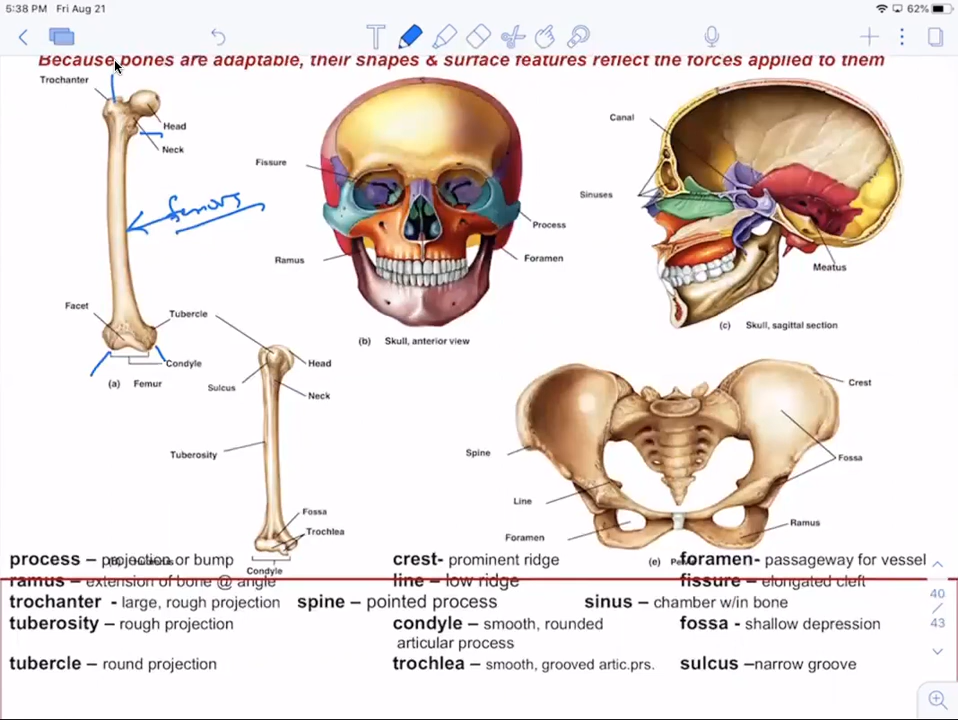 5:38 PM Fri Aug 21
62%
Because bones are adaptable, their shapes & surface features reflect the forces applied to them
Trochanter
Head
Neck
femors
Facet
Tubercle
Condyle
(a) Femur
Fissure
Process
Ramus
Foramen
(b) Skull, anterior view
Canal
Sinuses
Meatus
(c) Skull, sagittal section
Head
Sulcus
Neck
Tuberosity
Fossa
Trochlea
Condyle
Crest
Spine
Fossa
Line
Ramus
Foramen
(e)
process – projection or bump crest- prominent ridge foramen- passageway for vessel
ramus – extension of bone @ angle line – low ridge fissure – elongated cleft
trochanter - large, rough projection spine – pointed process sinus – chamber w/in bone
tuberosity – rough projection condyle – smooth, rounded fossa - shallow depression
articular process
tubercle – round projection trochlea – smooth, grooved artic.prs. sulcus –narrow groove
40
/
43